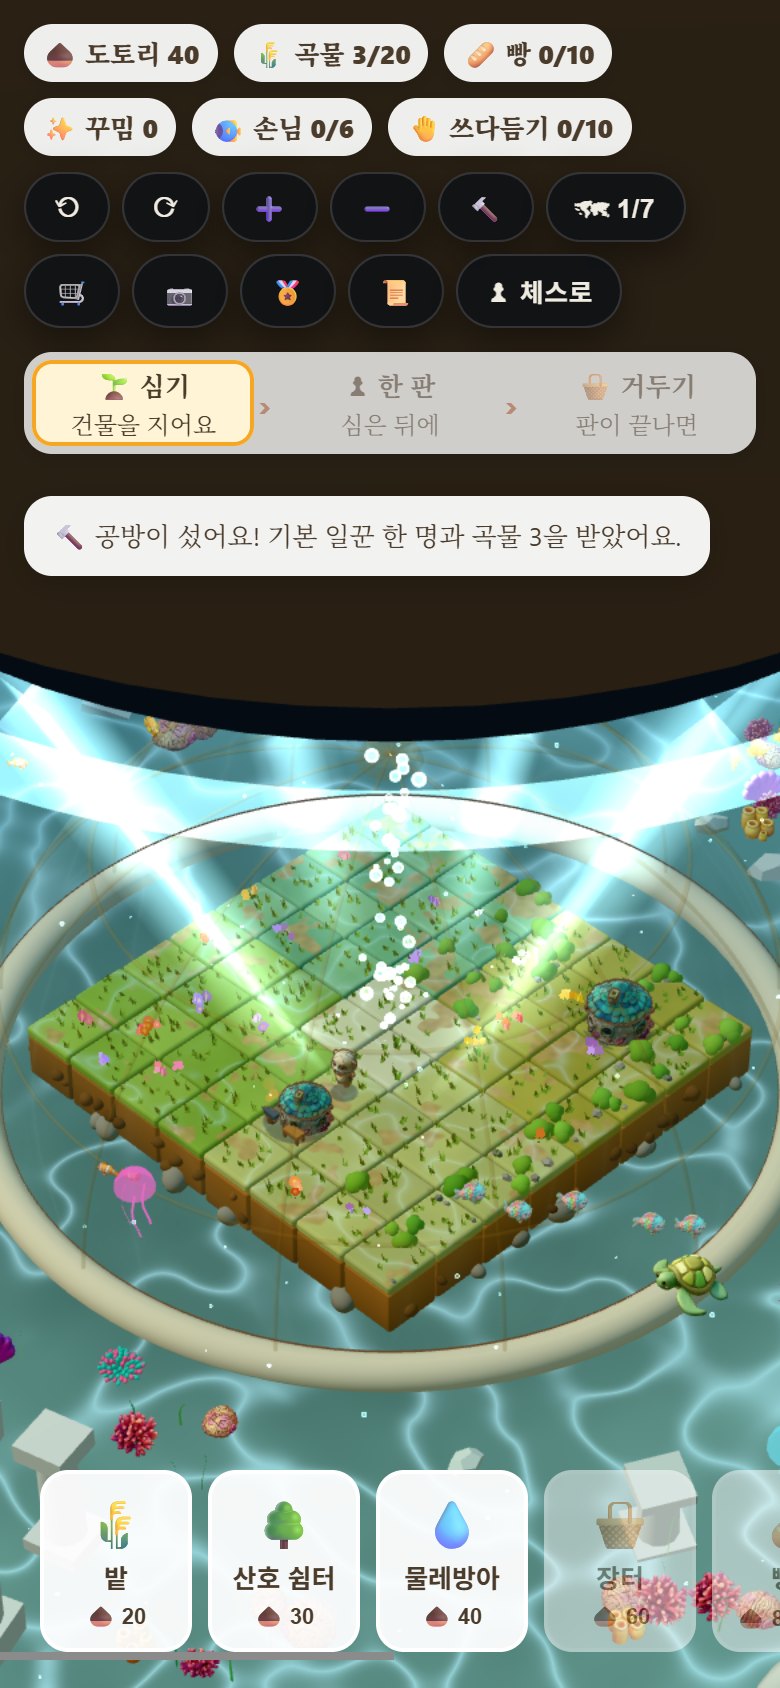 도토리 40
곡물 3/20
빵 0/10
꾸밈 0
손님 0/6
쓰다듬기 0/10
1/7
체스로
심기
건물을 지어요
한 판
심은 뒤에
거두기
판이 끝나면
공방이 섰어요! 기본 일꾼 한 명과 곡물 3을 받았어요.
밭
20
산호 쉼터
30
물레방아
40
장터
60